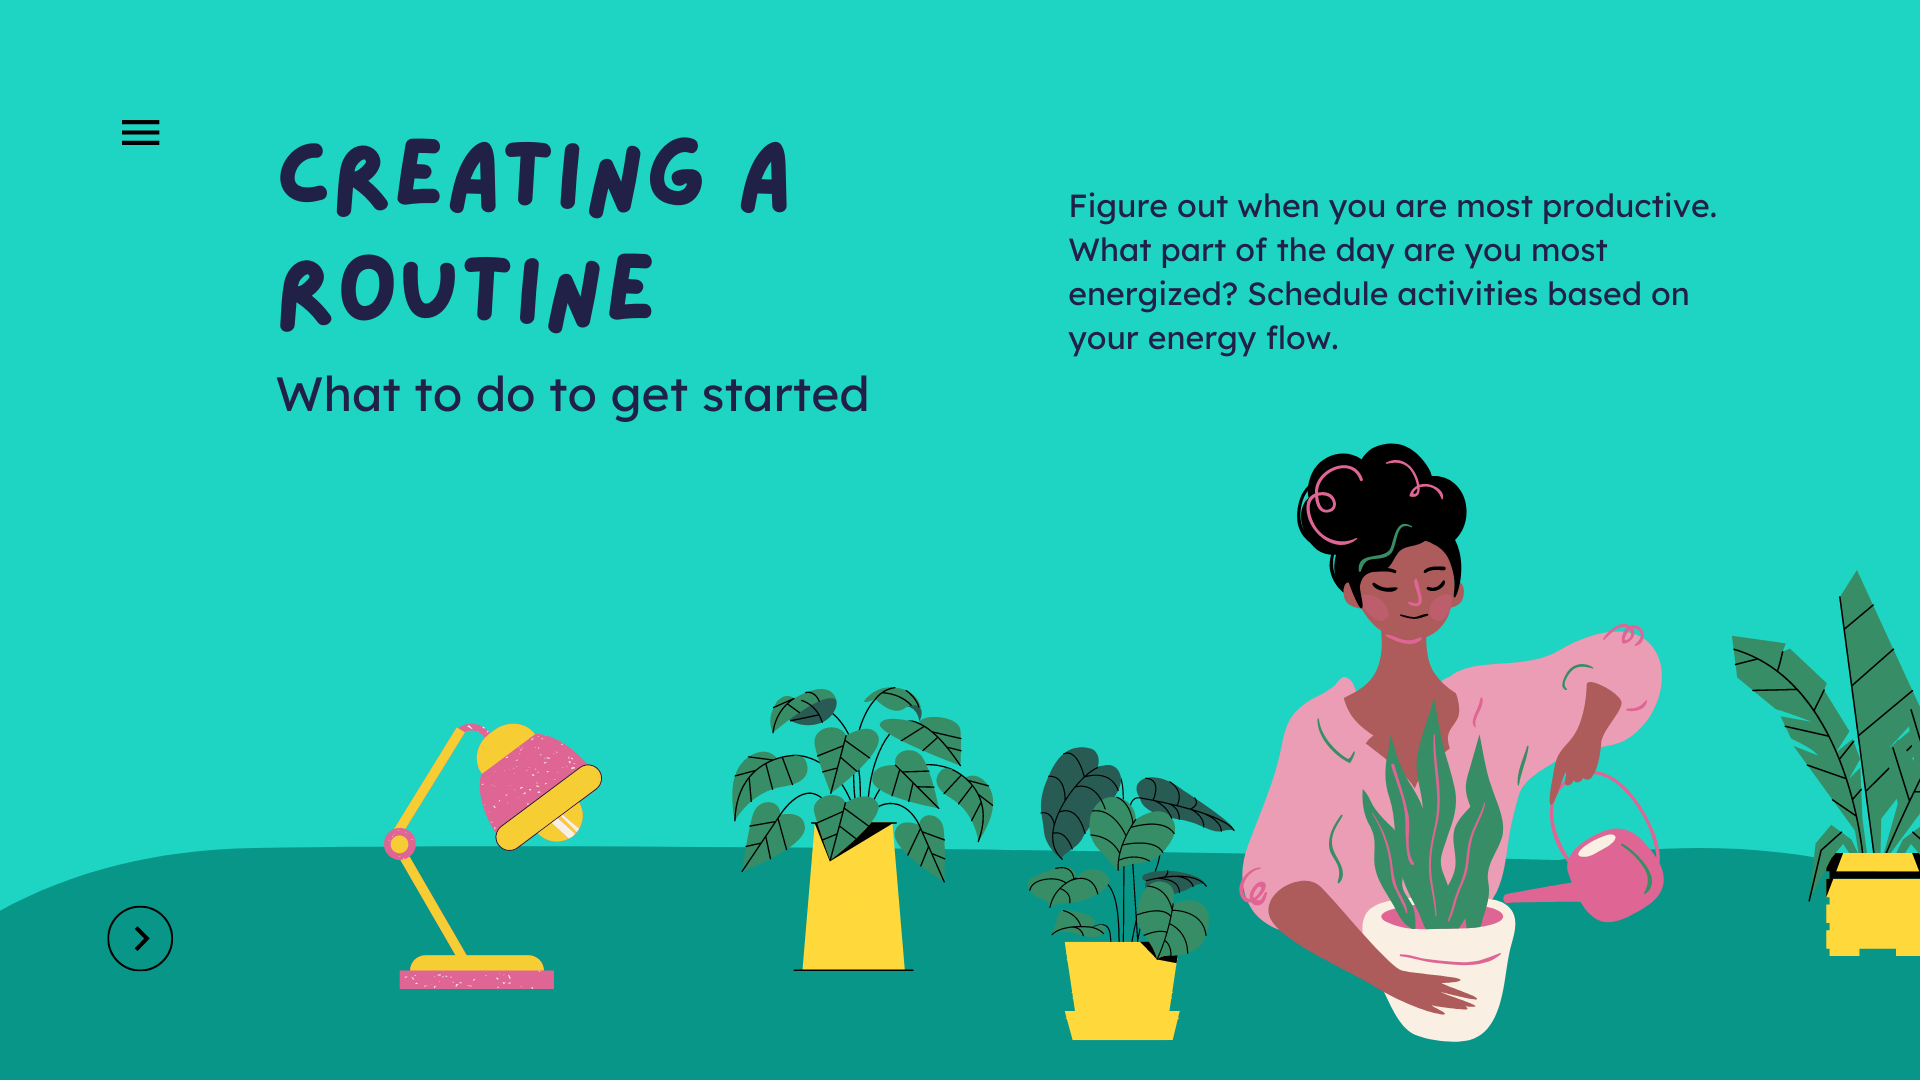 CREATING A
ROUTINE
What to do to get started
Figure out when you are most productive.
What part of the day are you most
energized? Schedule activities based on
your energy flow.